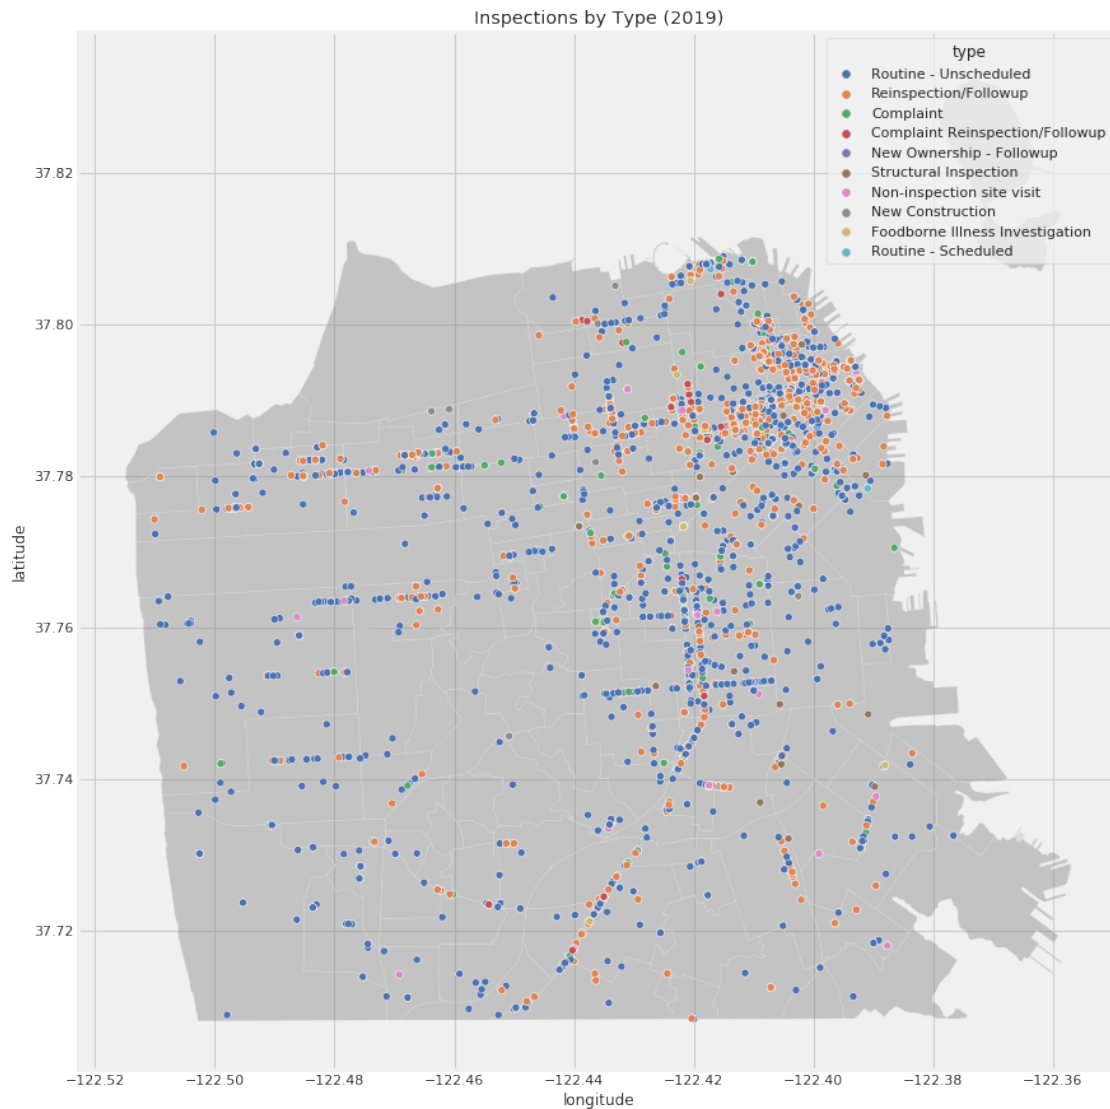 Inspections by Type (2019)
type
Routine - Unscheduled
Reinspection/Followup
Complaint
Complaint Reinspection/Followup
New Ownership - Followup
Structural Inspection
Non-inspection site visit
New Construction
Foodborne Illness Investigation
Routine - Scheduled
37.82
37.80
37.78
37.76
37.74
37.72
latitude
−122.52 −122.50 −122.48 −122.46 −122.44 −122.42 −122.40 −122.38 −122.36
longitude